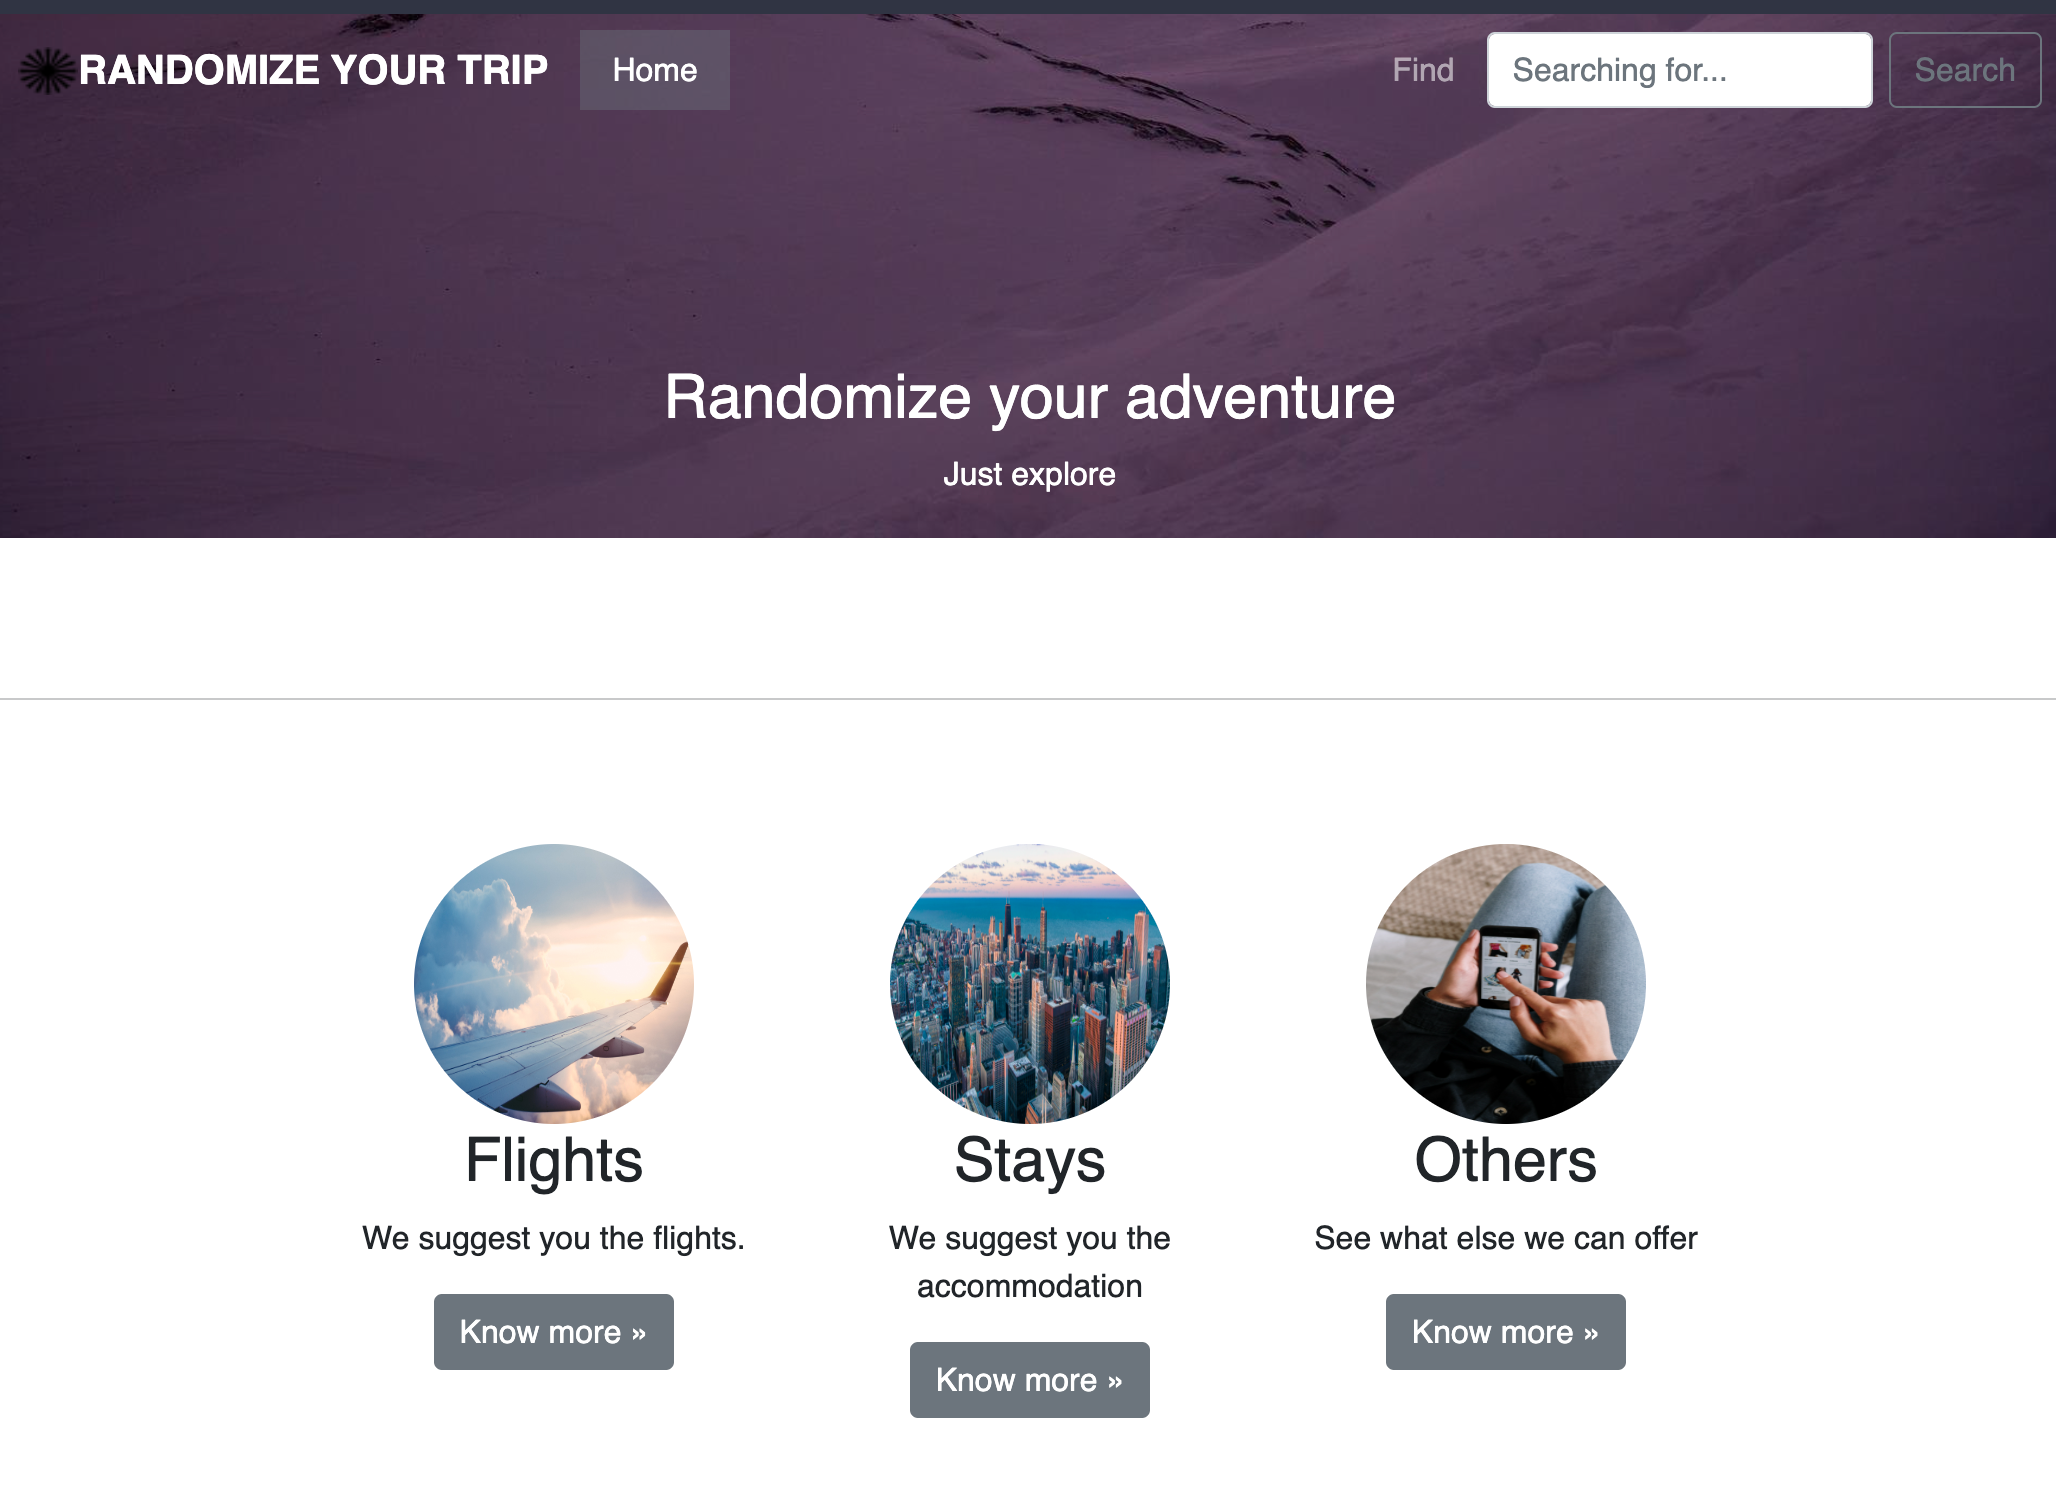 RANDOMIZE YOUR TRIP Home Find Searching for... Search
Randomize your adventure
Just explore
Flights
We suggest you the flights.
Know more »
Stays
We suggest you the
accommodation
Know more »
Others
See what else we can offer
Know more »